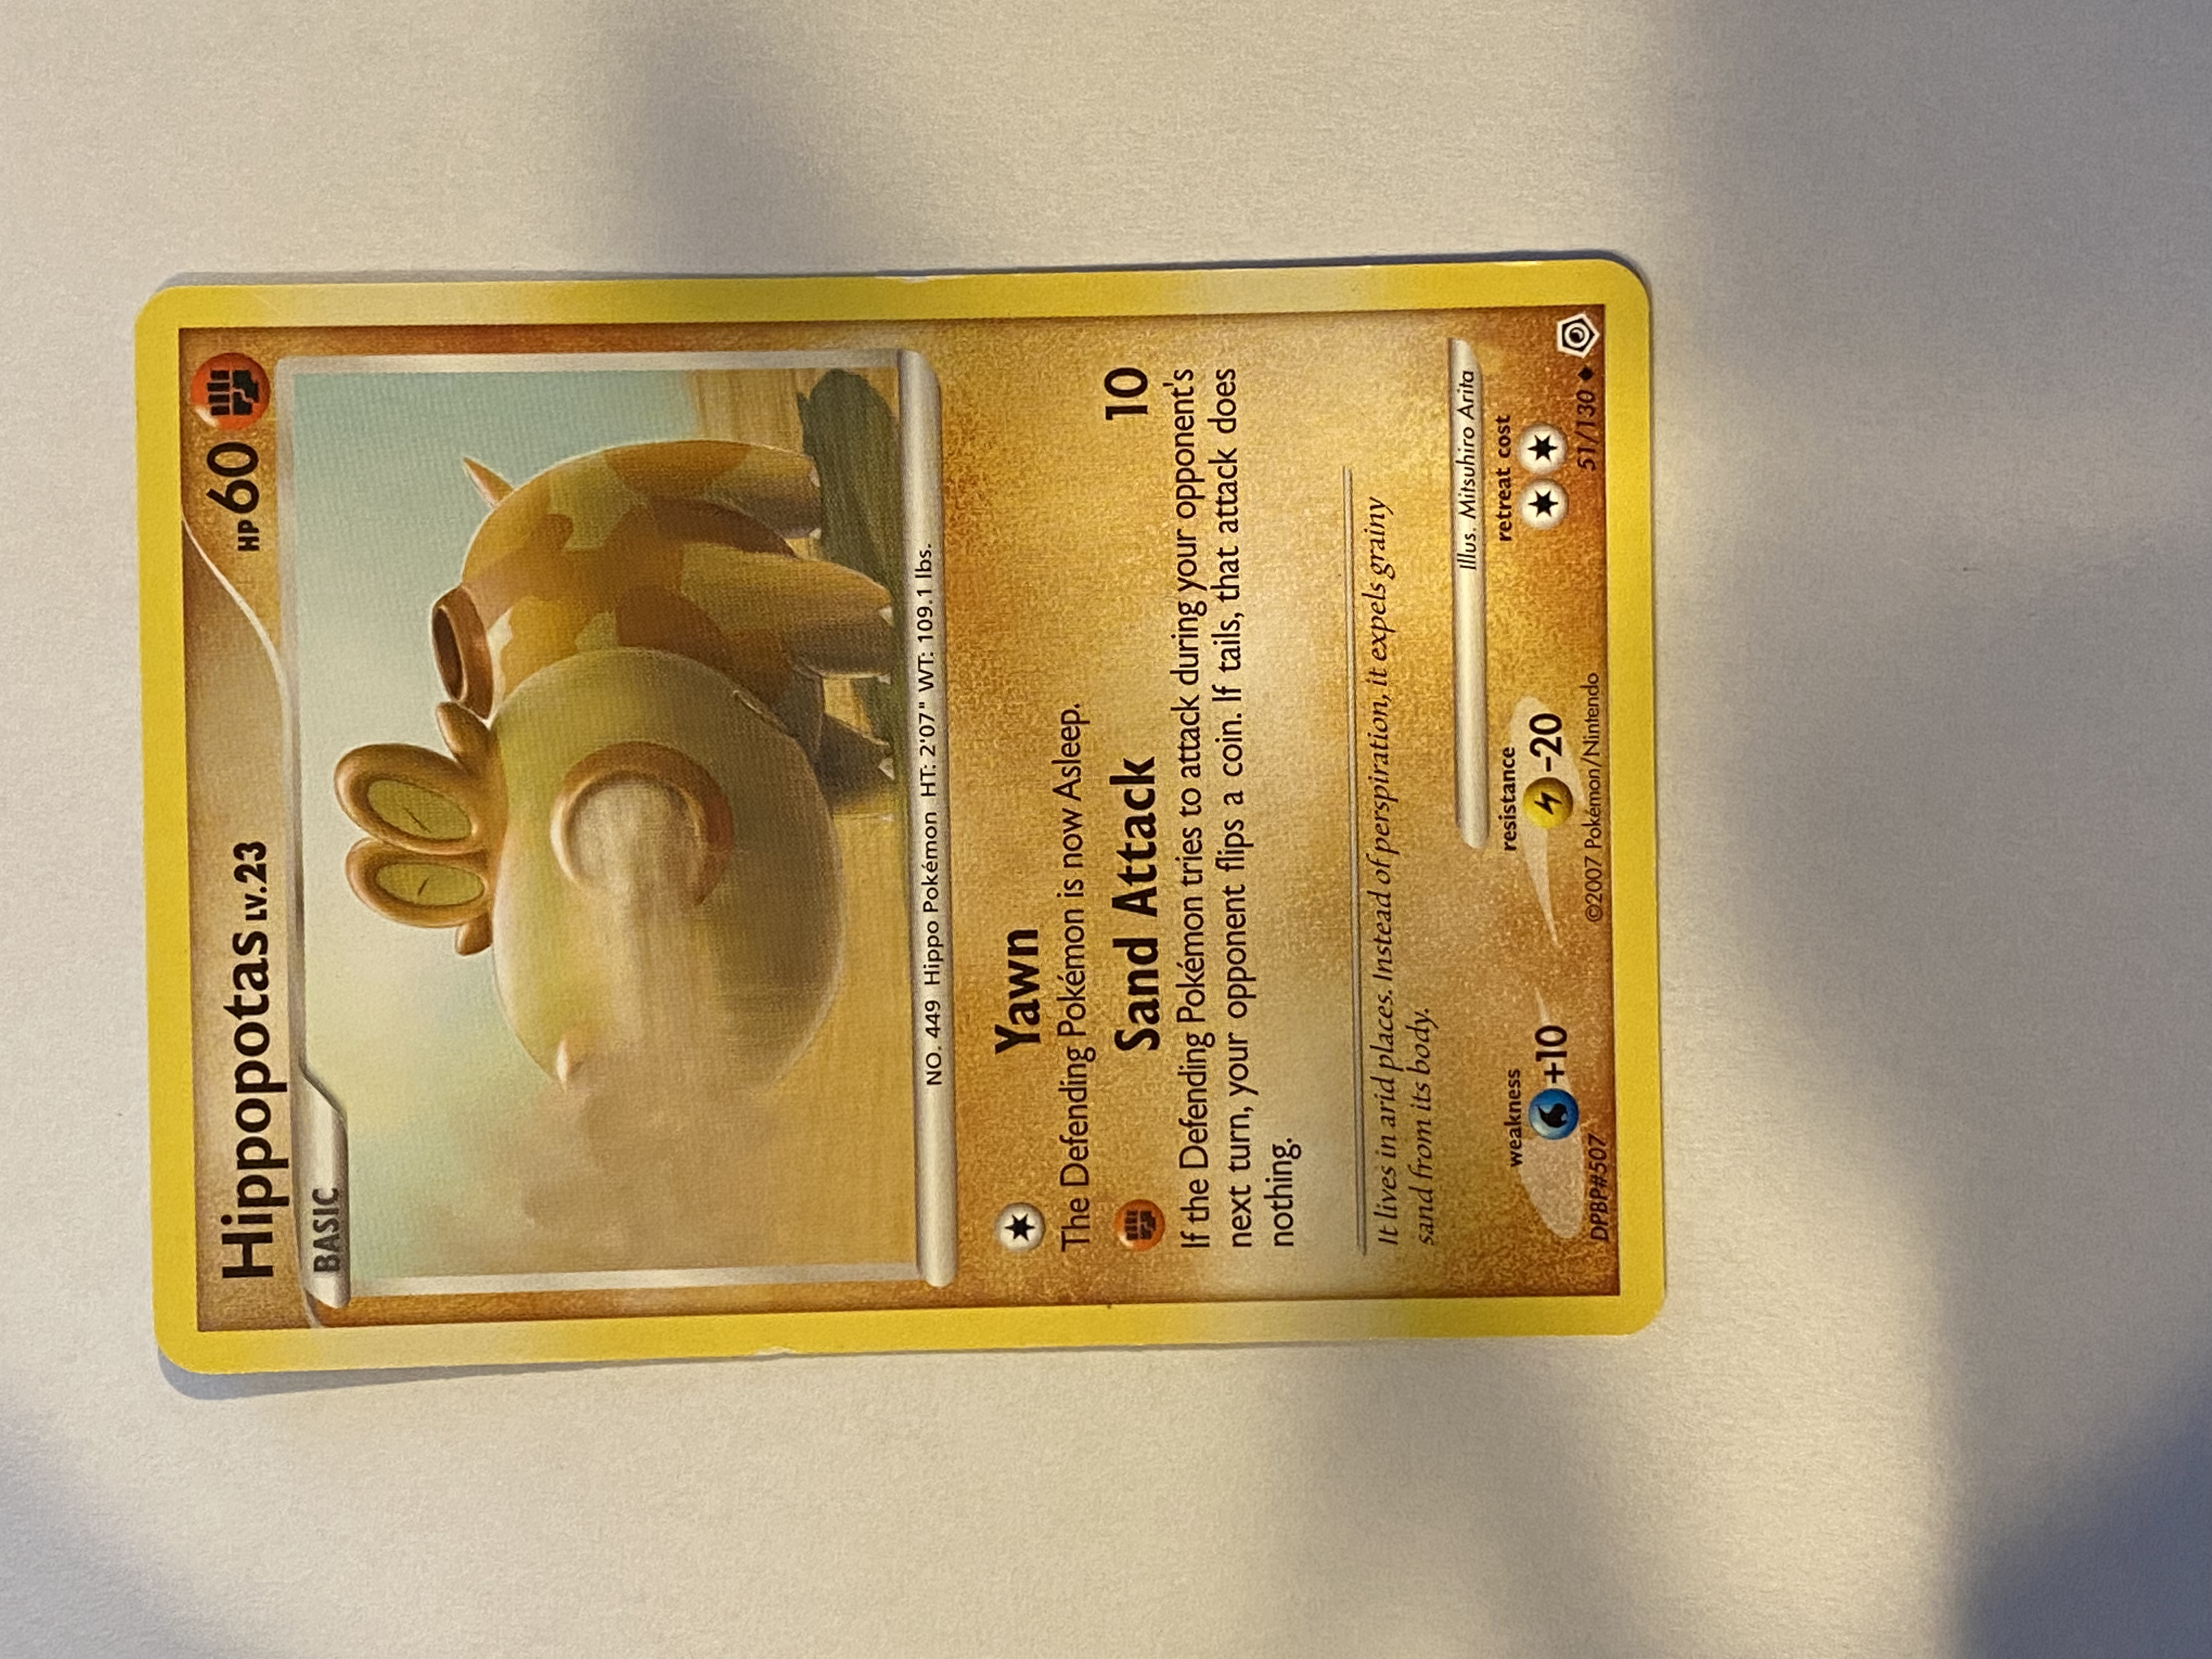 Hippopotas LV.23 HP 60
BASIC
NO. 449 Hippo Pokémon HT: 2'07" WT: 109.1 lbs.
Yawn
The Defending Pokémon is now Asleep.
Sand Attack 10
If the Defending Pokémon tries to attack during your opponent's
next turn, your opponent flips a coin. If tails, that attack does
nothing.
It lives in arid places. Instead of perspiration, it expels grainy
sand from its body.
Illus. Mitsuhiro Arita
weakness resistance retreat cost
+10 -20
DPBP#507 ©2007 Pokémon/Nintendo 51/130